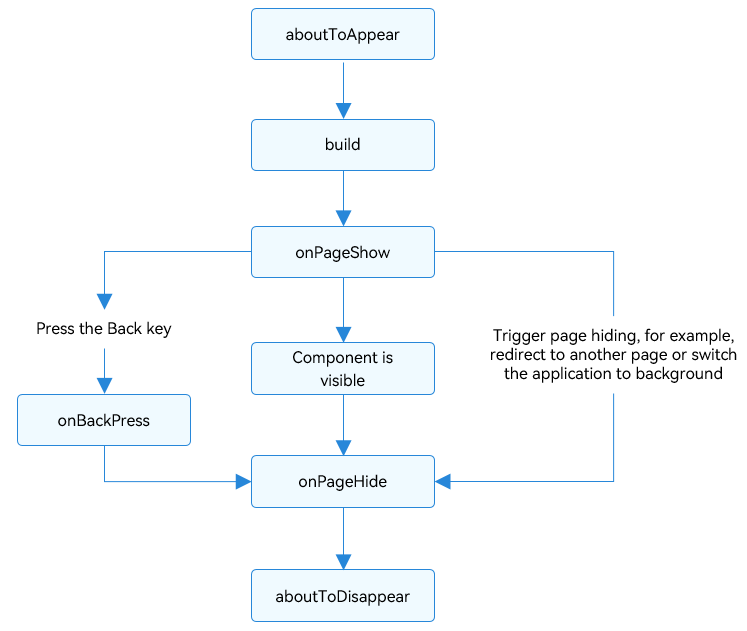 aboutToAppear
build
onPageShow
Press the Back key
Trigger page hiding, for example,
redirect to another page or switch
the application to background
Component is
visible
onBackPress
onPageHide
aboutToDisappear